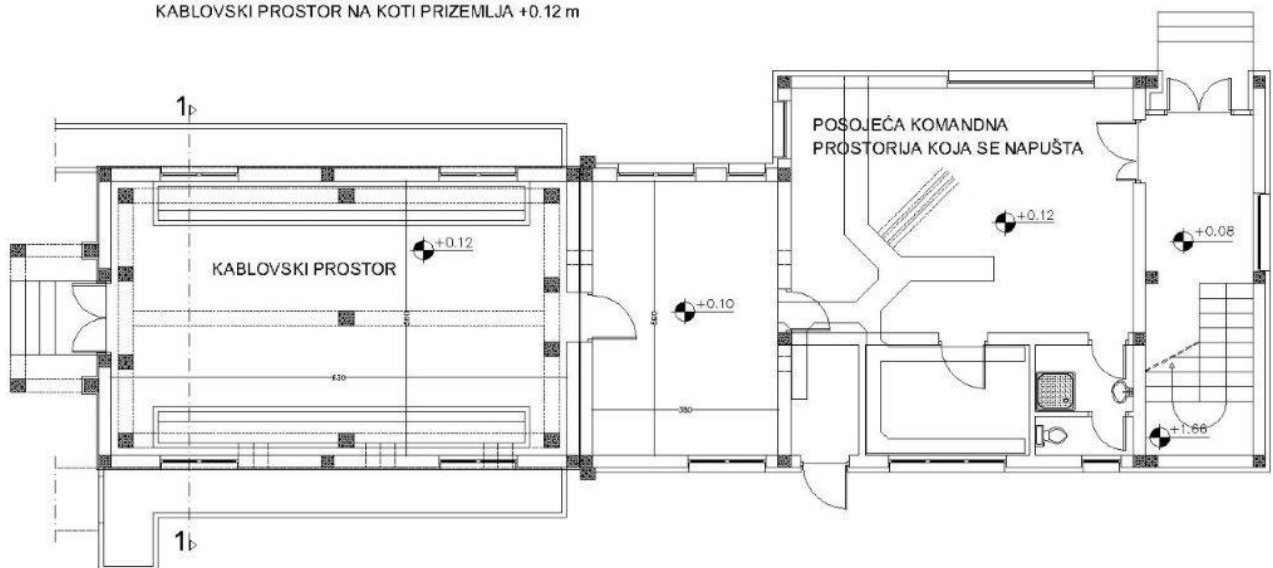 KABLOVSKI PROSTOR NA KOTI PRIZEMLJA +0.12 m
1
POSOJEĆA KOMANDNA
PROSTORIJA KOJA SE NAPUŠTA
+0.12
+0.08
+0.12
KABLOVSKI PROSTOR
+0.10
630
380
+1.66
1